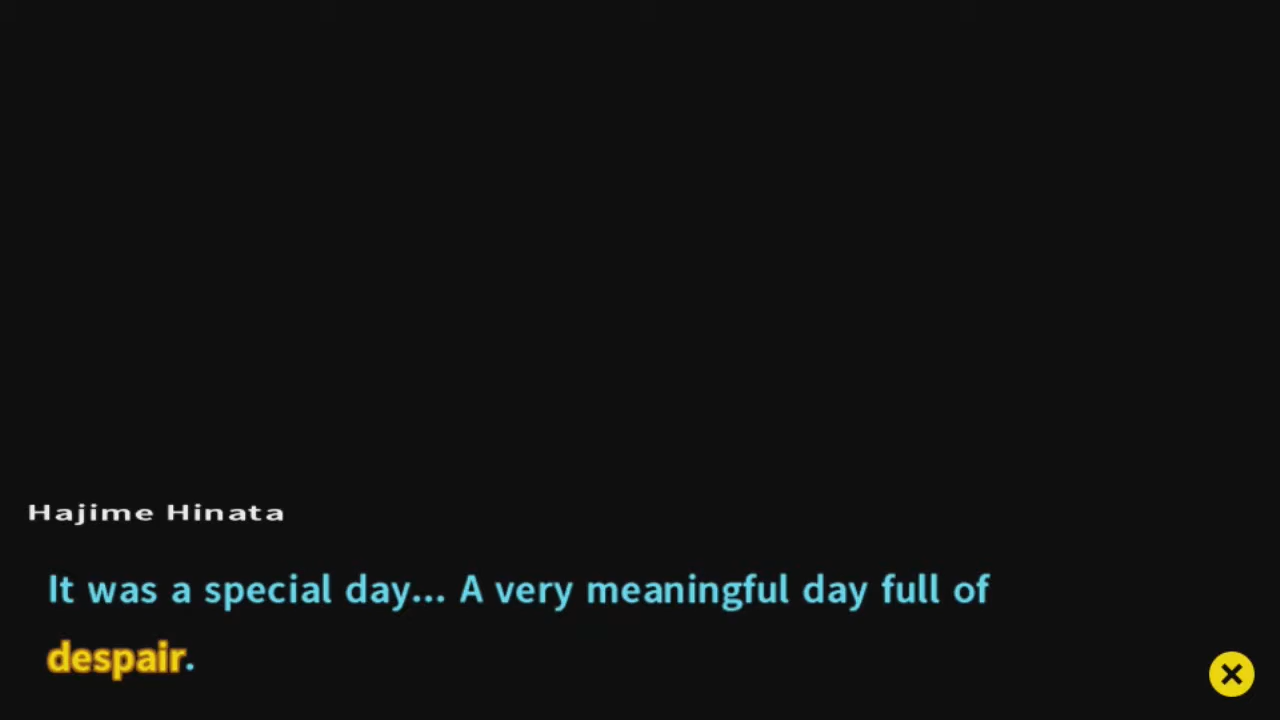 Hajime Hinata
It was a special day... A very meaningful day full of
despair.